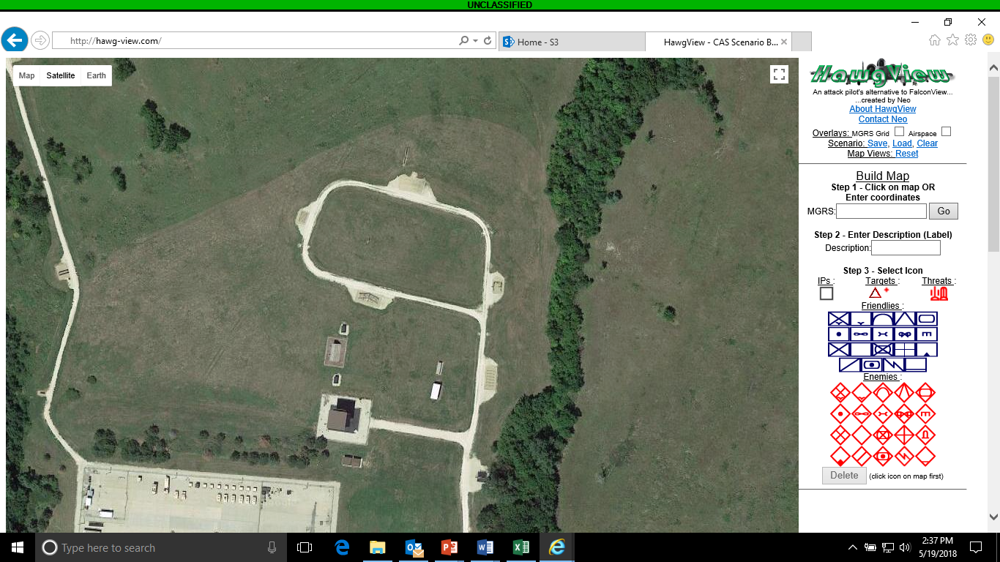 UNCLASSIFIED
http://hawg-view.com/
Home - S3
HawgView - CAS Scenario B...
Map Satellite Earth
HawgView
An attack pilot's alternative to FalconView...
...created by Neo
About HawgView
Contact Neo
Overlays: MGRS Grid Airspace
Scenario: Save, Load, Clear
Map Views: Reset
Build Map
Step 1 - Click on map OR
Enter coordinates
MGRS: Go
Step 2 - Enter Description (Label)
Description:
Step 3 - Select Icon
IPs : Targets : Threats :
Friendlies :
Enemies :
Delete (click icon on map first)
Type here to search
2:37 PM
5/19/2018